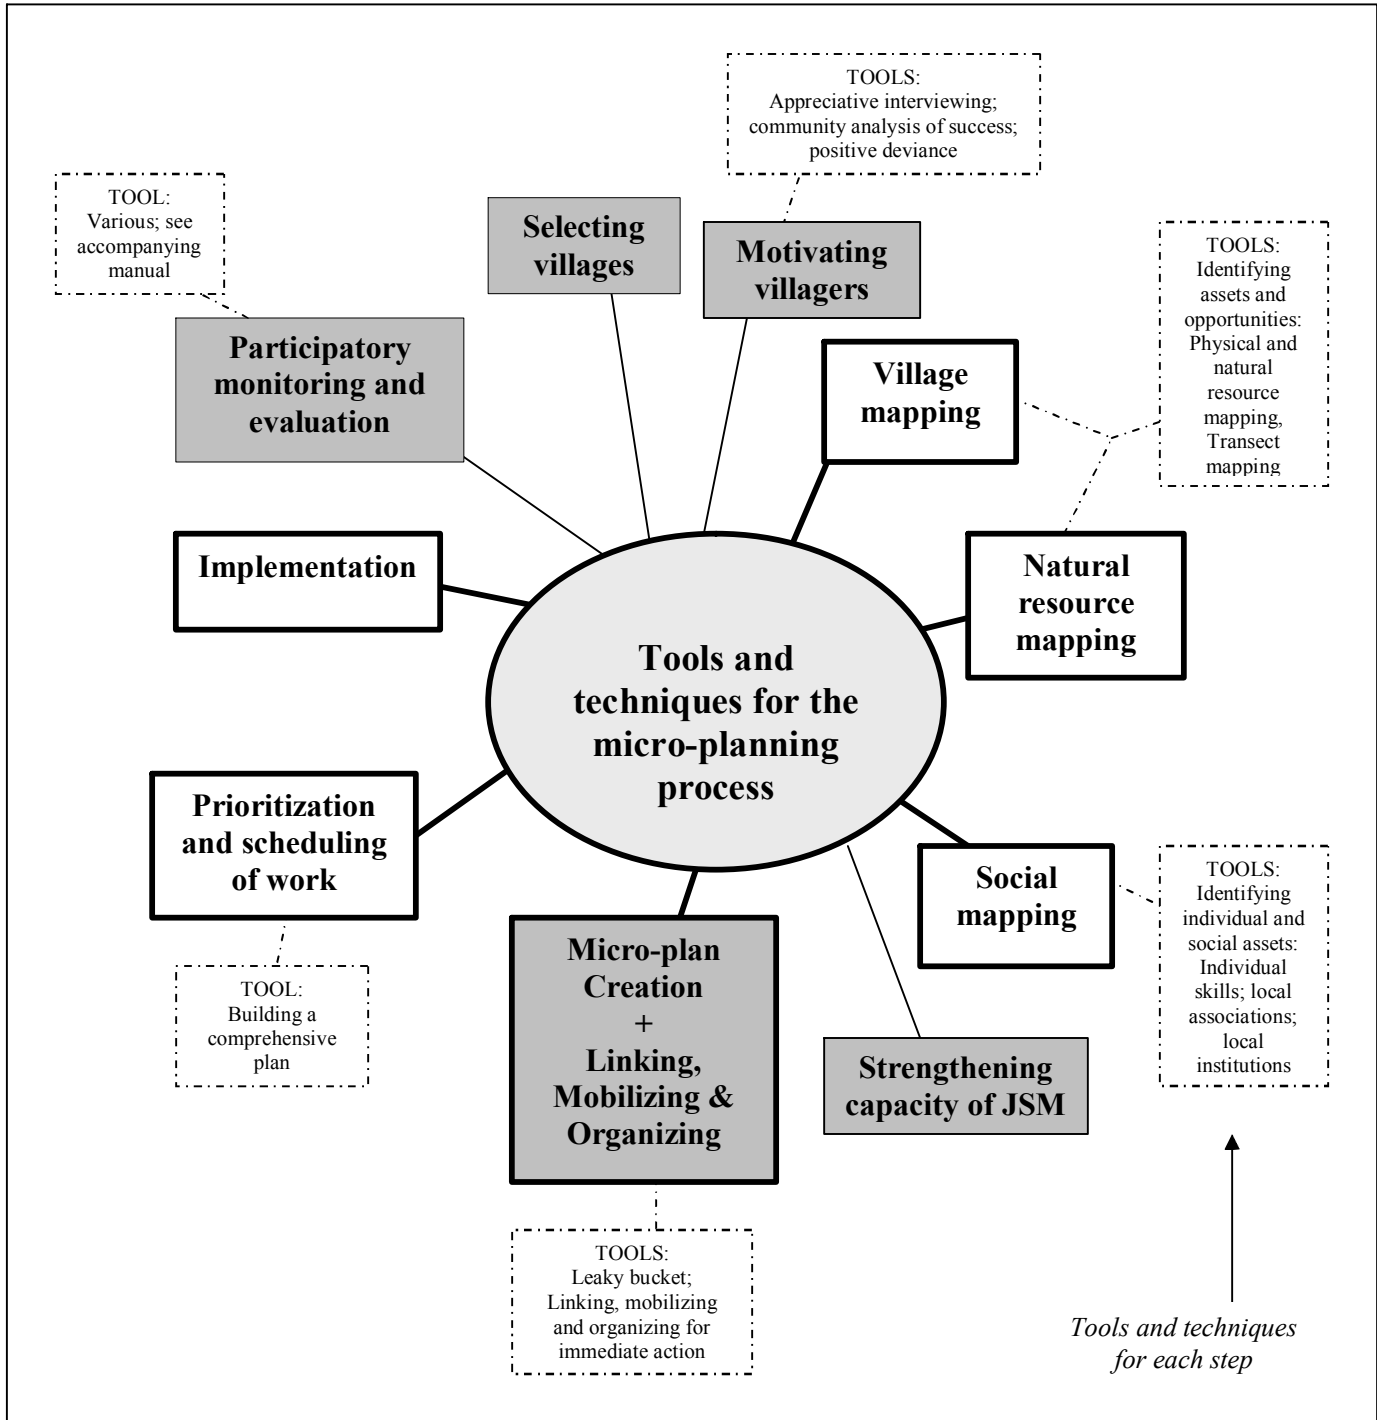 TOOLS:
Appreciative interviewing;
community analysis of success;
positive deviance
TOOL:
Various; see
accompanying
manual
Selecting
villages
Motivating
villagers
TOOLS:
Identifying
assets and
opportunities:
Physical and
natural
resource
mapping,
Transect
mapping
Participatory
monitoring and
evaluation
Village
mapping
Implementation
Natural
resource
mapping
Tools and
techniques for the
micro-planning
process
Prioritization
and scheduling
of work
Social
mapping
TOOLS:
Identifying
individual and
social assets:
Individual
skills; local
associations;
local
institutions
TOOL:
Building a
comprehensive
plan
Micro-plan
Creation
+
Linking,
Mobilizing &
Organizing
Strengthening
capacity of JSM
TOOLS:
Leaky bucket;
Linking, mobilizing
and organizing for
immediate action
Tools and techniques
for each step